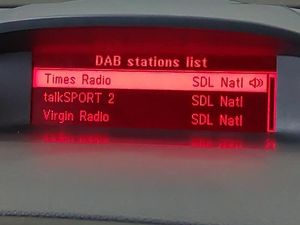 DAB stations list
Times Radio SDL Natl
talkSPORT 2 SDL Natl
Virgin Radio SDL Natl